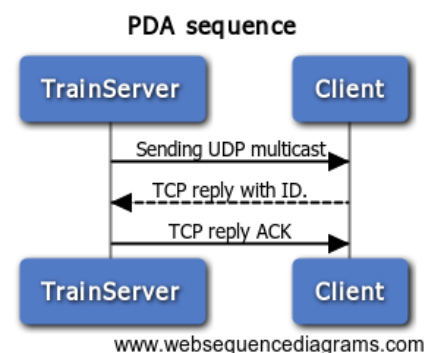 PDA sequence
TrainServer
Client
Sending UDP multicast
TCP reply with ID.
TCP reply ACK
TrainServer
Client
www.websequencediagrams.com